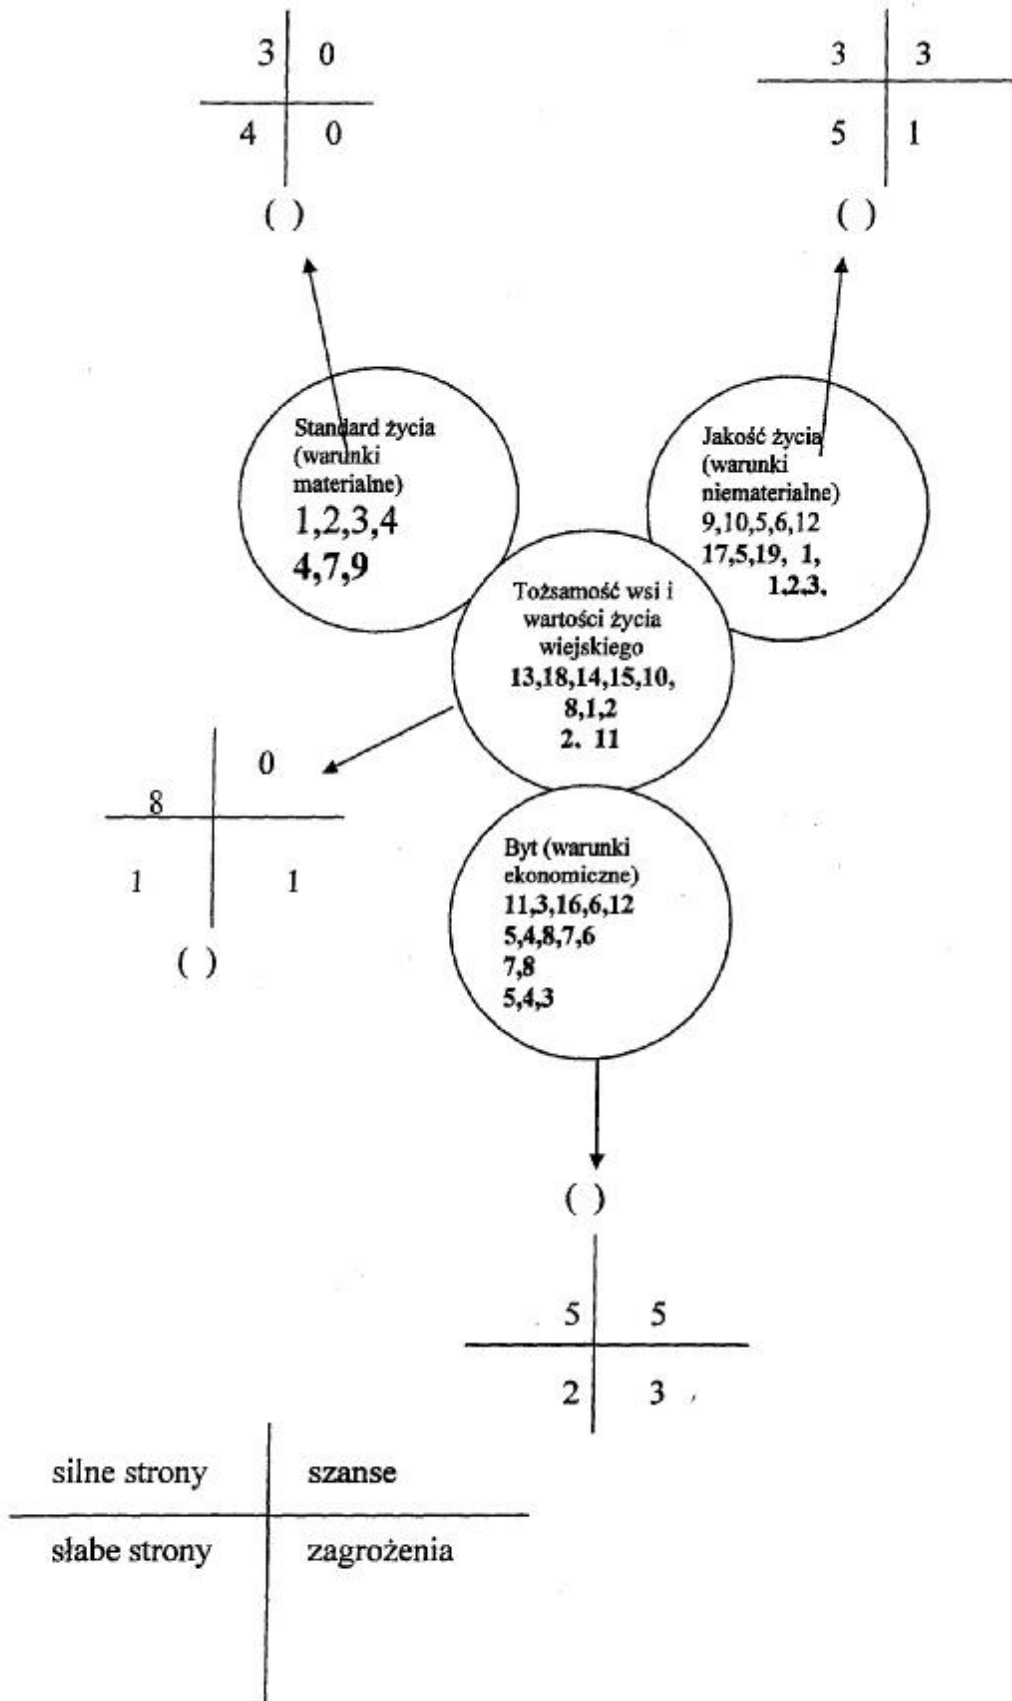 3 0
4 0
( )
3 3
5 1
( )
Standard życia
(warunki
materialne)
1,2,3,4
4,7,9
Jakość życia
(warunki
niematerialne)
9,10,5,6,12
17,5,19, 1,
1,2,3.
Tożsamość wsi i
wartości życia
wiejskiego
13,18,14,15,10,
8,1,2
2. 11
0
8
1 1
( )
Byt (warunki
ekonomiczne)
11,3,16,6,12
5,4,8,7,6
7,8
5,4,3
( )
5 5
2 3
silne strony szanse
słabe strony zagrożenia